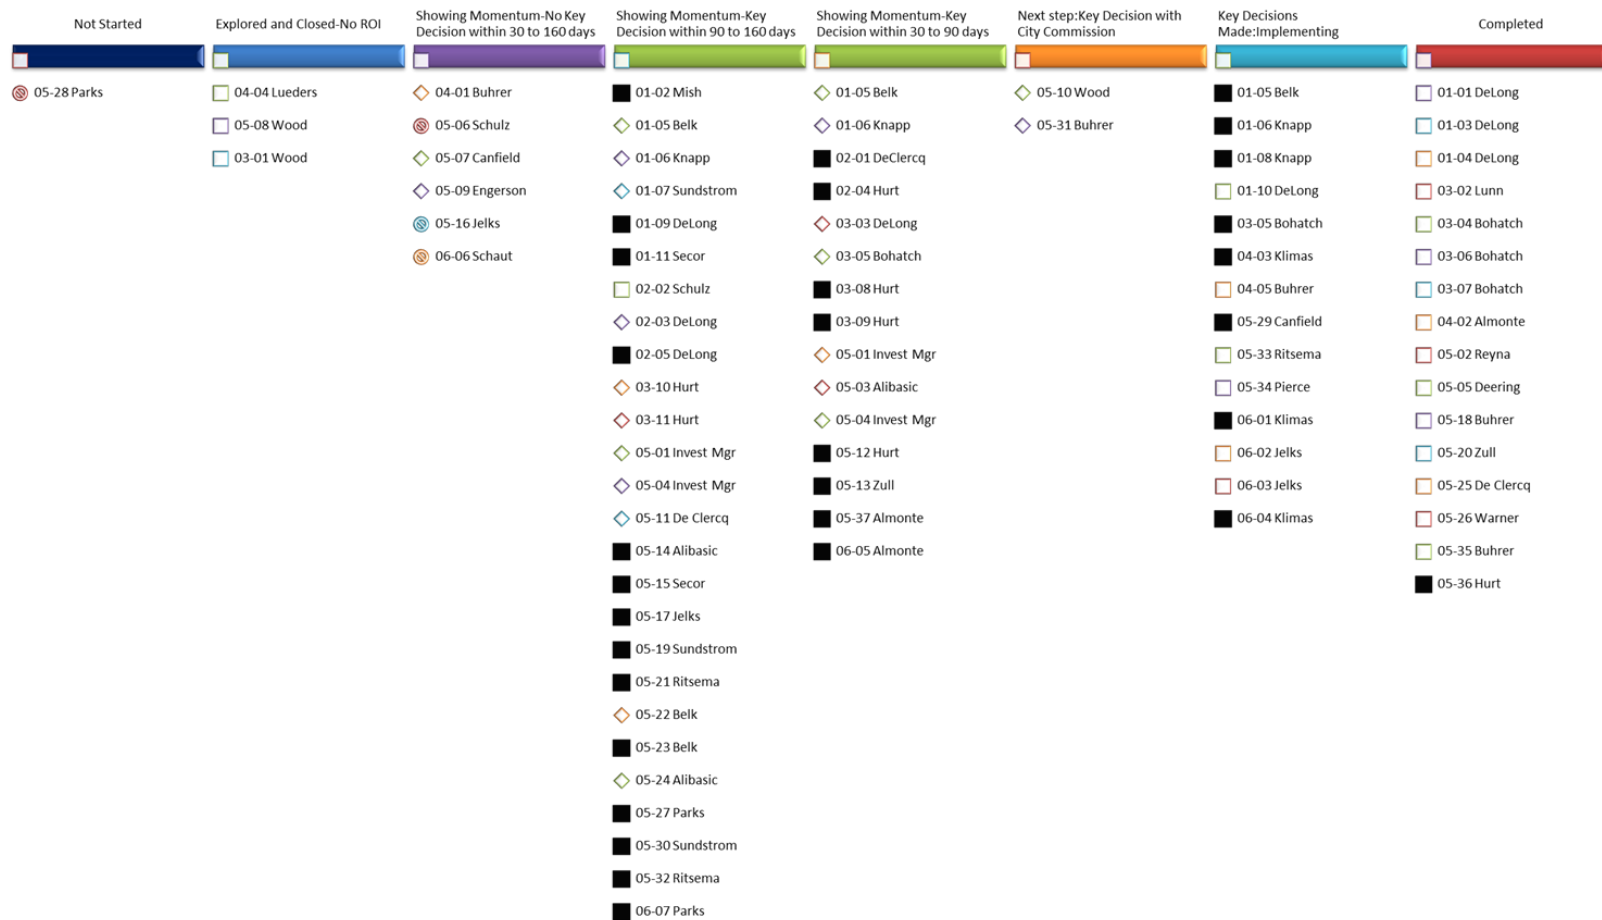 Not Started
05-28 Parks
Explored and Closed-No ROI
04-04 Lueders
05-08 Wood
03-01 Wood
Showing Momentum-No Key
Decision within 30 to 160 days
04-01 Buhrer
05-06 Schulz
05-07 Canfield
05-09 Engerson
05-16 Jelks
06-06 Schaut
Showing Momentum-Key
Decision within 90 to 160 days
01-02 Mish
01-05 Belk
01-06 Knapp
01-07 Sundstrom
01-09 DeLong
01-11 Secor
02-02 Schulz
02-03 DeLong
02-05 DeLong
03-10 Hurt
03-11 Hurt
05-01 Invest Mgr
05-04 Invest Mgr
05-11 De Clercq
05-14 Alibasic
05-15 Secor
05-17 Jelks
05-19 Sundstrom
05-21 Ritsema
05-22 Belk
05-23 Belk
05-24 Alibasic
05-27 Parks
05-30 Sundstrom
05-32 Ritsema
06-07 Parks
Showing Momentum-Key
Decision within 30 to 90 days
01-05 Belk
01-06 Knapp
02-01 DeClercq
02-04 Hurt
03-03 DeLong
03-05 Bohatch
03-08 Hurt
03-09 Hurt
05-01 Invest Mgr
05-03 Alibasic
05-04 Invest Mgr
05-12 Hurt
05-13 Zull
05-37 Almonte
06-05 Almonte
Next step:Key Decision with
City Commission
05-10 Wood
05-31 Buhrer
Key Decisions
Made:Implementing
01-05 Belk
01-06 Knapp
01-08 Knapp
01-10 DeLong
03-05 Bohatch
04-03 Klimas
04-05 Buhrer
05-29 Canfield
05-33 Ritsema
05-34 Pierce
06-01 Klimas
06-02 Jelks
06-03 Jelks
06-04 Klimas
Completed
01-01 DeLong
01-03 DeLong
01-04 DeLong
03-02 Lunn
03-04 Bohatch
03-06 Bohatch
03-07 Bohatch
04-02 Almonte
05-02 Reyna
05-05 Deering
05-18 Buhrer
05-20 Zull
05-25 De Clercq
05-26 Warner
05-35 Buhrer
05-36 Hurt